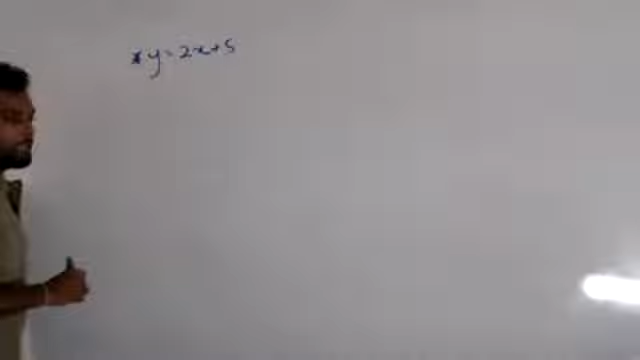 * y = 2x + 5